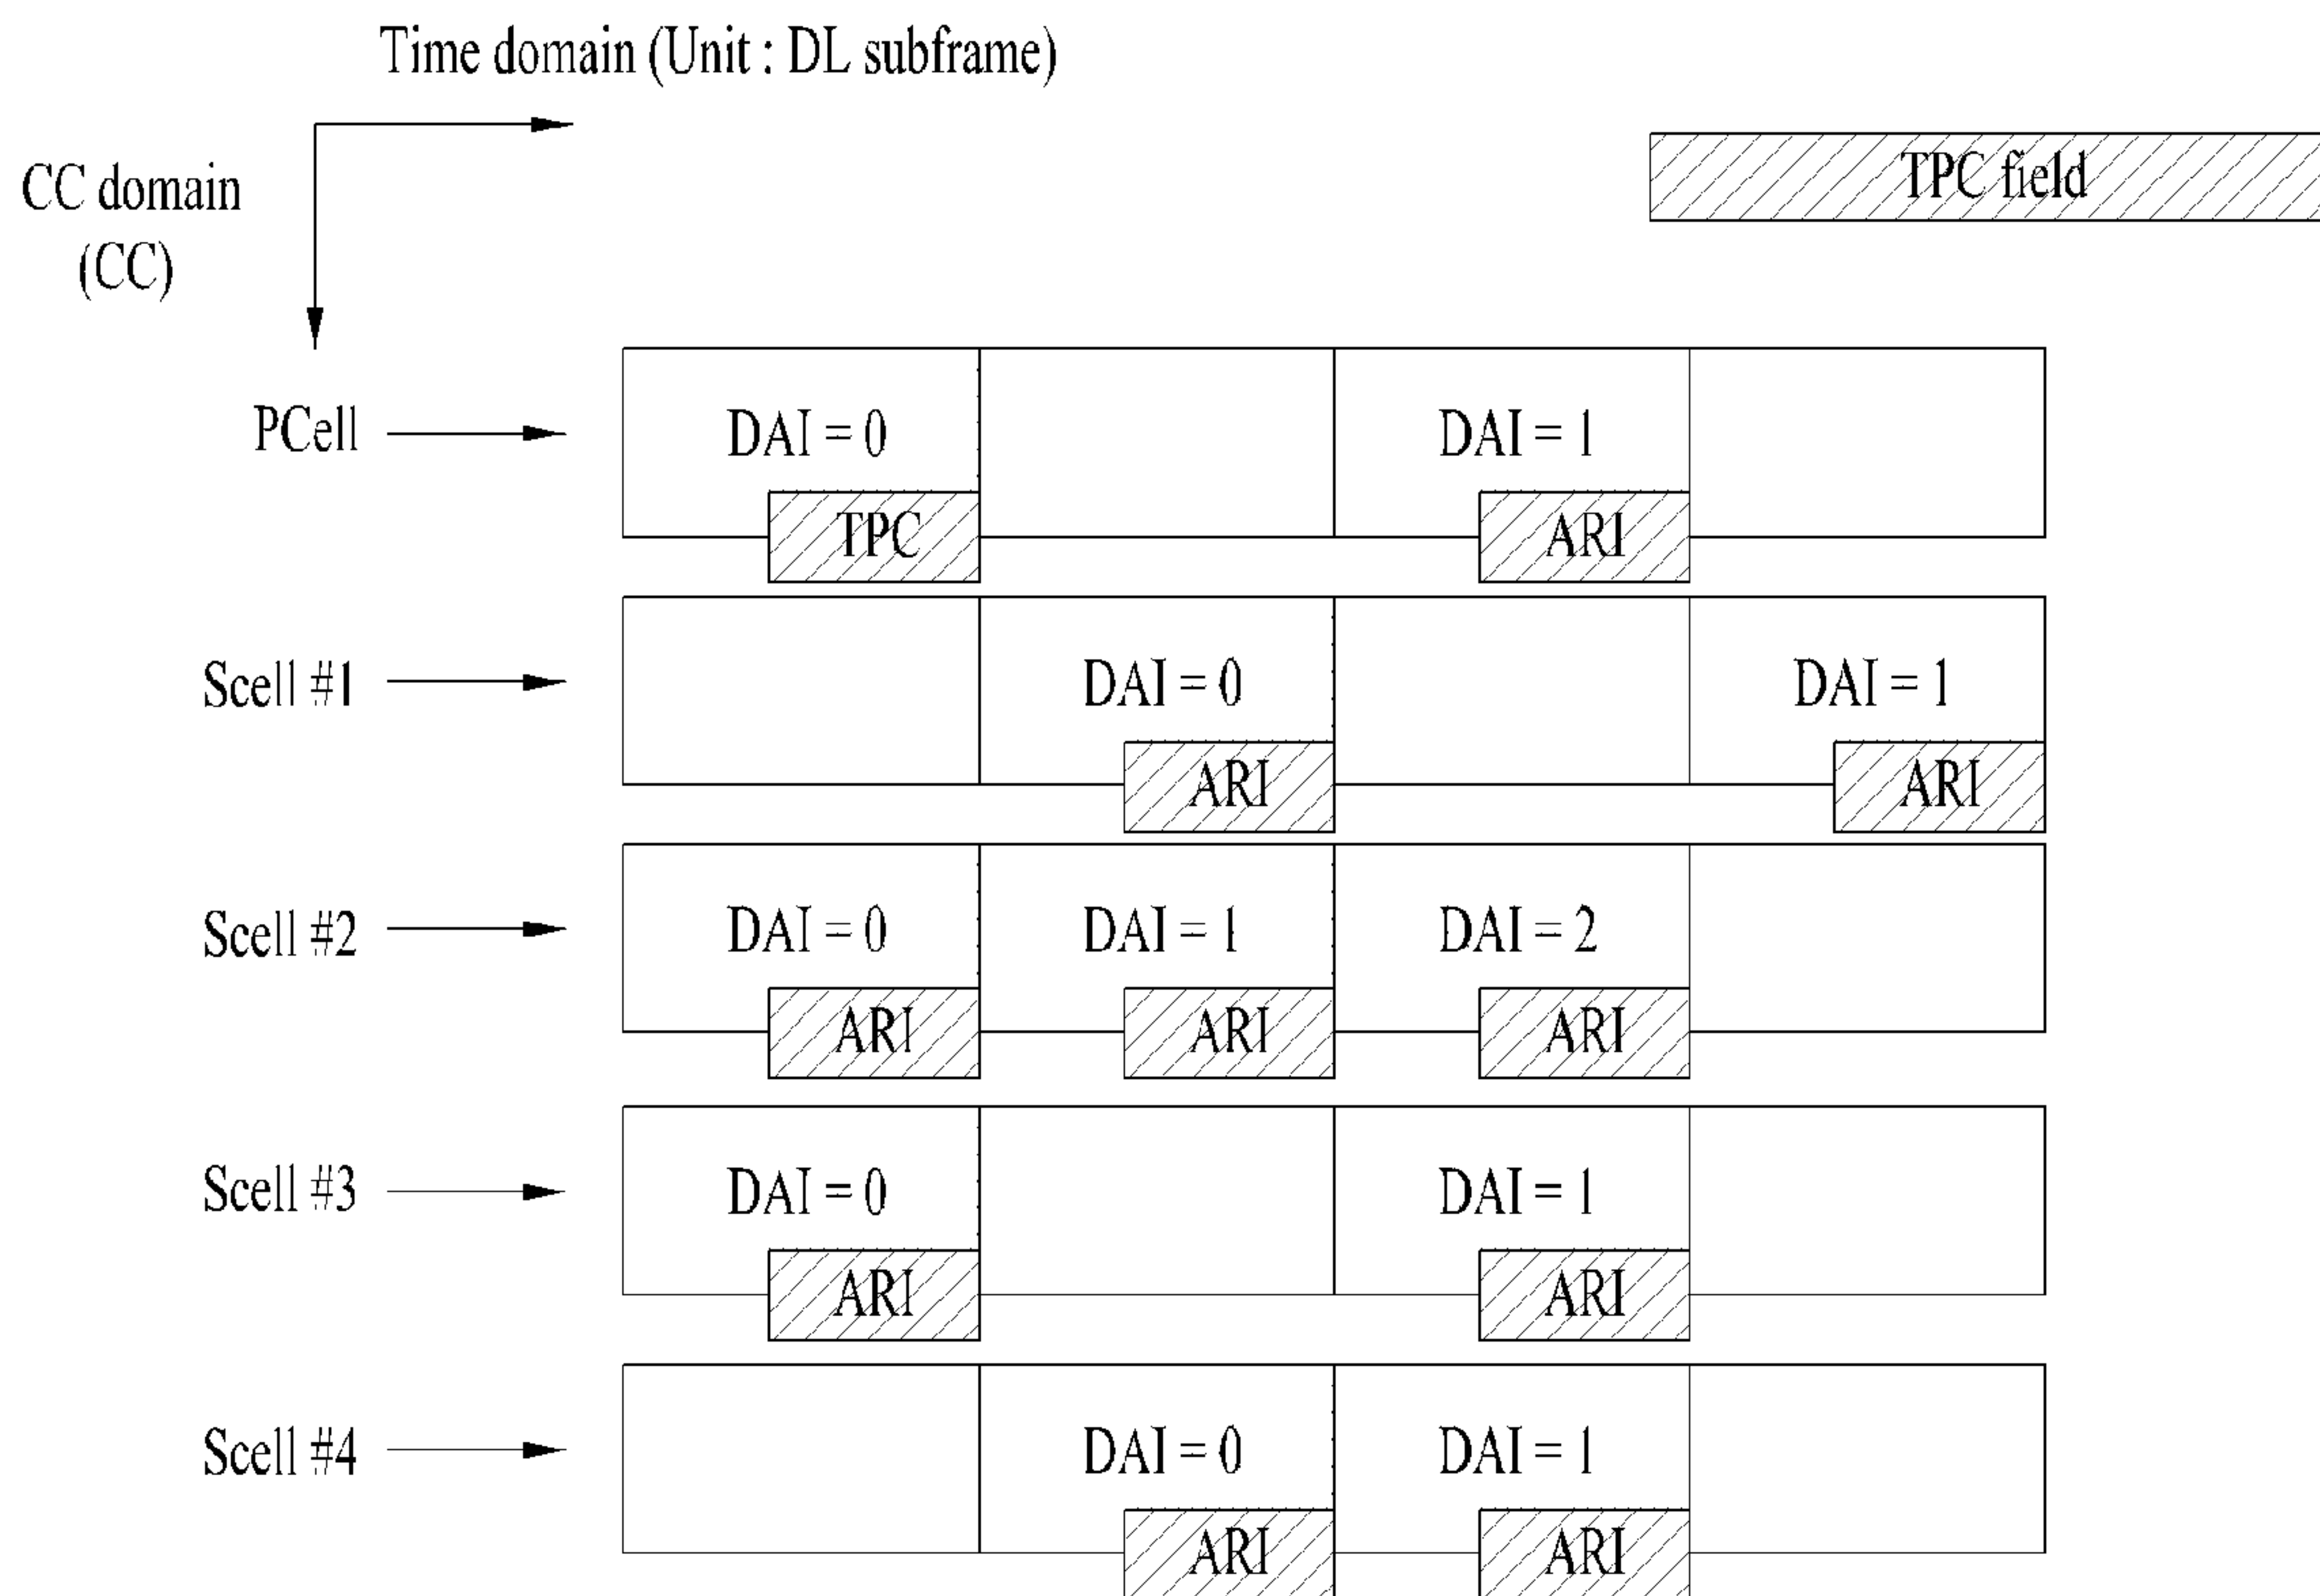 Time domain (Unit : DL subframe)
CC domain
(CC)
TPC field
PCell
DAI = 0
DAI = 1
TPC
ARI
Scell #1
DAI = 0
DAI = 1
ARI
ARI
Scell #2
DAI = 0
DAI = 1
DAI = 2
ARI
ARI
ARI
Scell #3
DAI = 0
DAI = 1
ARI
ARI
Scell #4
DAI = 0
DAI = 1
ARI
ARI